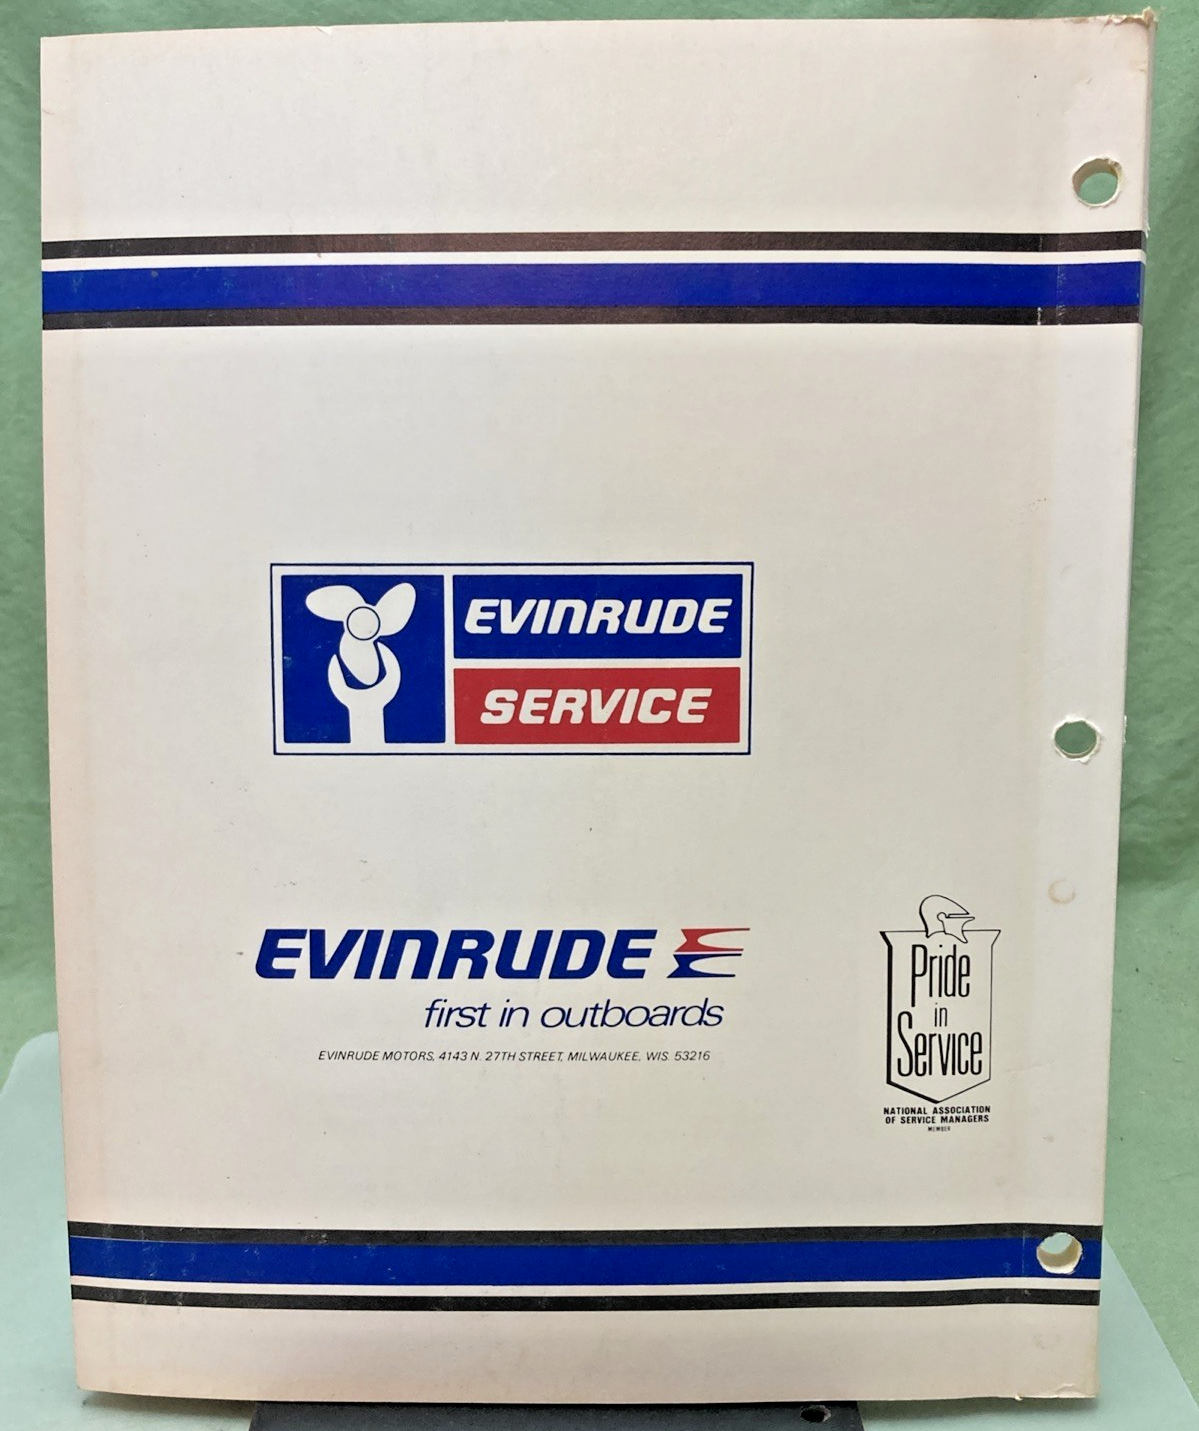 EVINRUDE
SERVICE
EVINRUDE
first in outboards
EVINRUDE MOTORS, 4143 N. 27TH STREET, MILWAUKEE, WIS. 53216
Pride
in
Service
NATIONAL ASSOCIATION
OF SERVICE MANAGERS
MEMBER